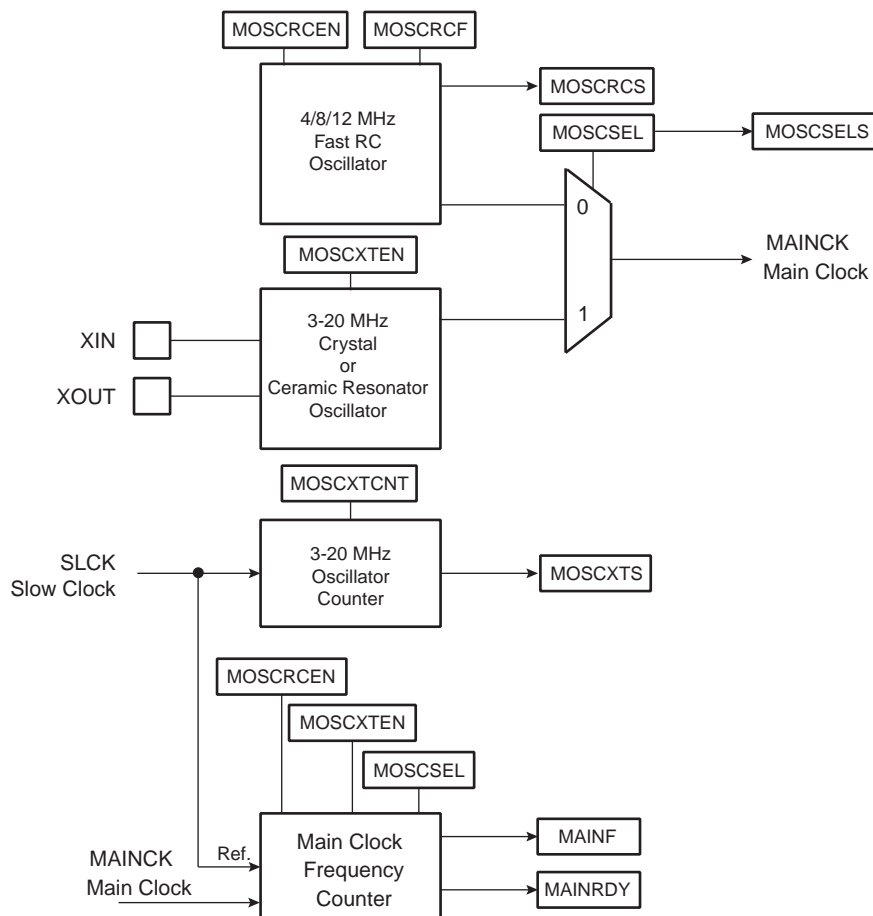 MOSCRCEN
MOSCRCF
4/8/12 MHz
Fast RC
Oscillator
MOSCRCS
MOSCSEL
MOSCSELS
0
MAINCK
Main Clock
MOSCXTEN
3-20 MHz
Crystal
or
Ceramic Resonator
Oscillator
1
XIN
XOUT
MOSCXTCNT
3-20 MHz
Oscillator
Counter
SLCK
Slow Clock
MOSCXTS
MOSCRCEN
MOSCXTEN
MOSCSEL
Main Clock
Frequency
Counter
Ref.
MAINCK
Main Clock
MAINF
MAINRDY